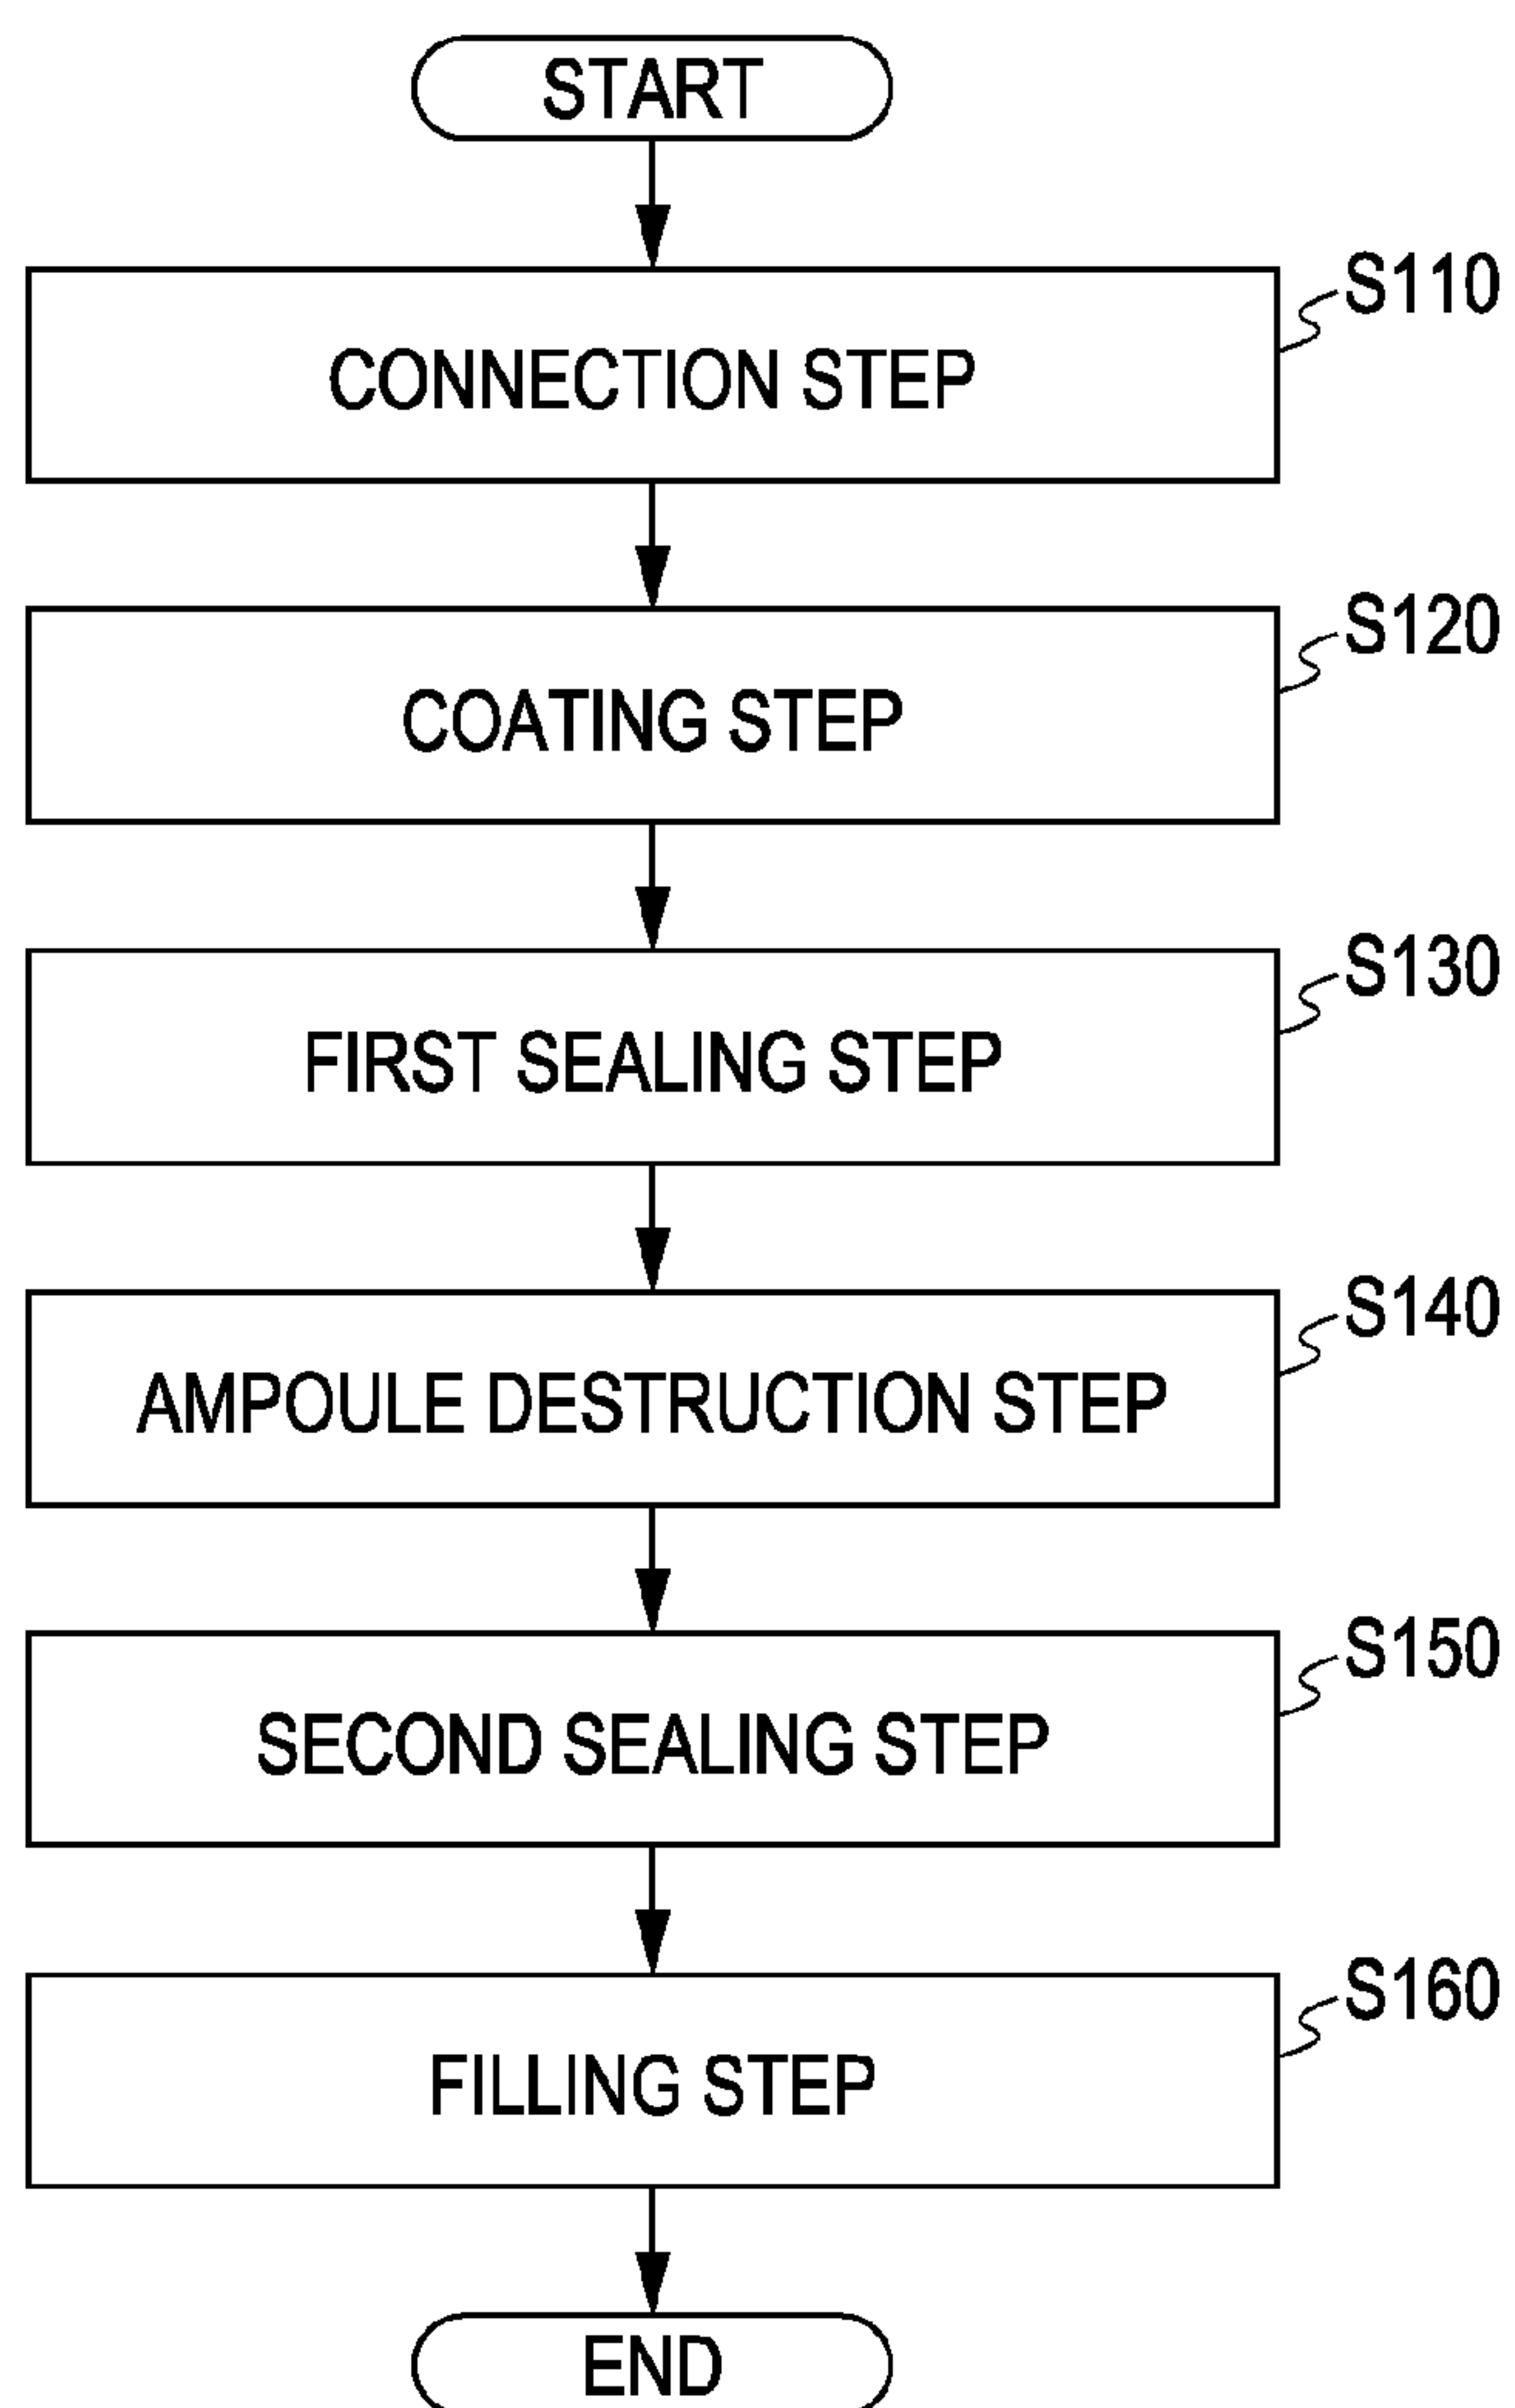 START
S110
CONNECTION STEP
S120
COATING STEP
S130
FIRST SEALING STEP
S140
AMPOULE DESTRUCTION STEP
S150
SECOND SEALING STEP
S160
FILLING STEP
END